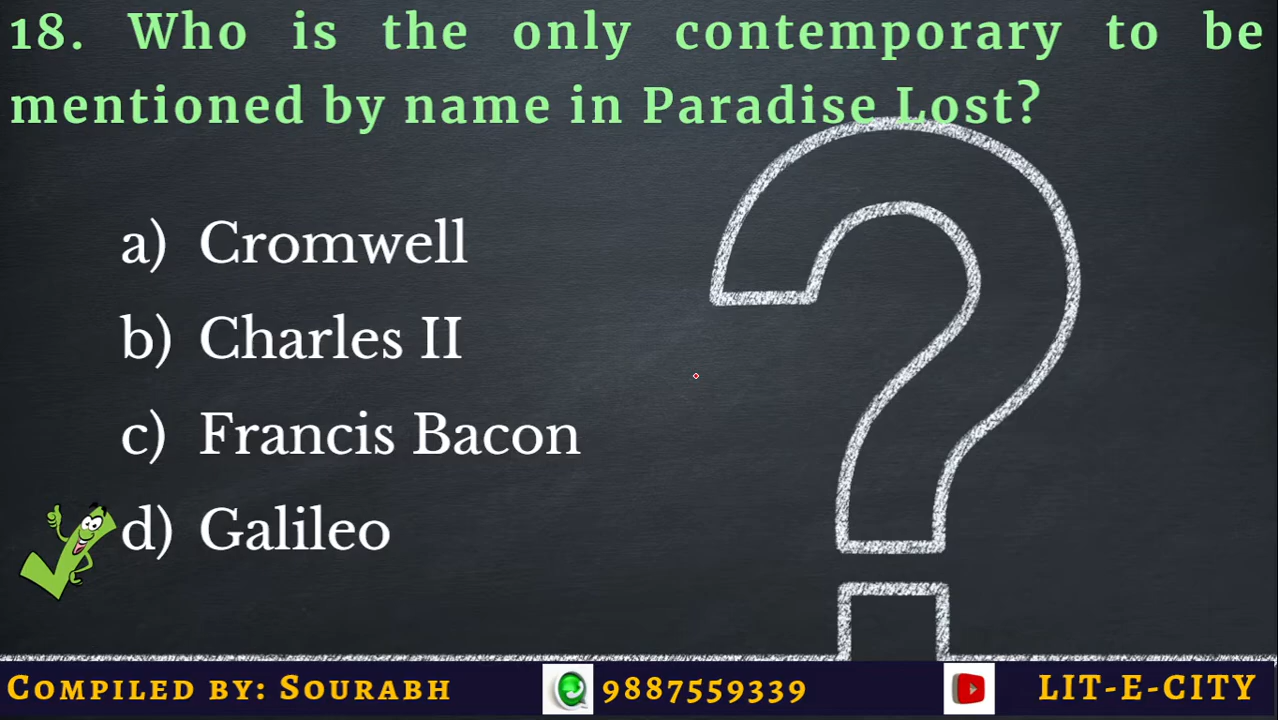 18. Who is the only contemporary to be
mentioned by name in Paradise Lost?
a) Cromwell
b) Charles II
c) Francis Bacon
d) Galileo
COMPILED BY: SOURABH 9887559339 LIT-E-CITY